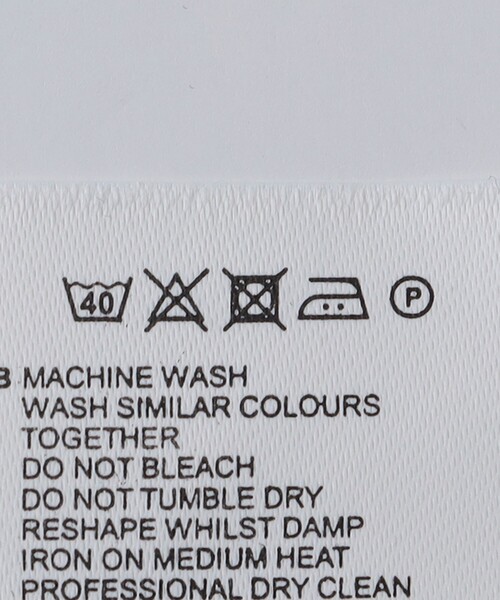 40 P
B MACHINE WASH
WASH SIMILAR COLOURS
TOGETHER
DO NOT BLEACH
DO NOT TUMBLE DRY
RESHAPE WHILST DAMP
IRON ON MEDIUM HEAT
PROFESSIONAL DRY CLEAN